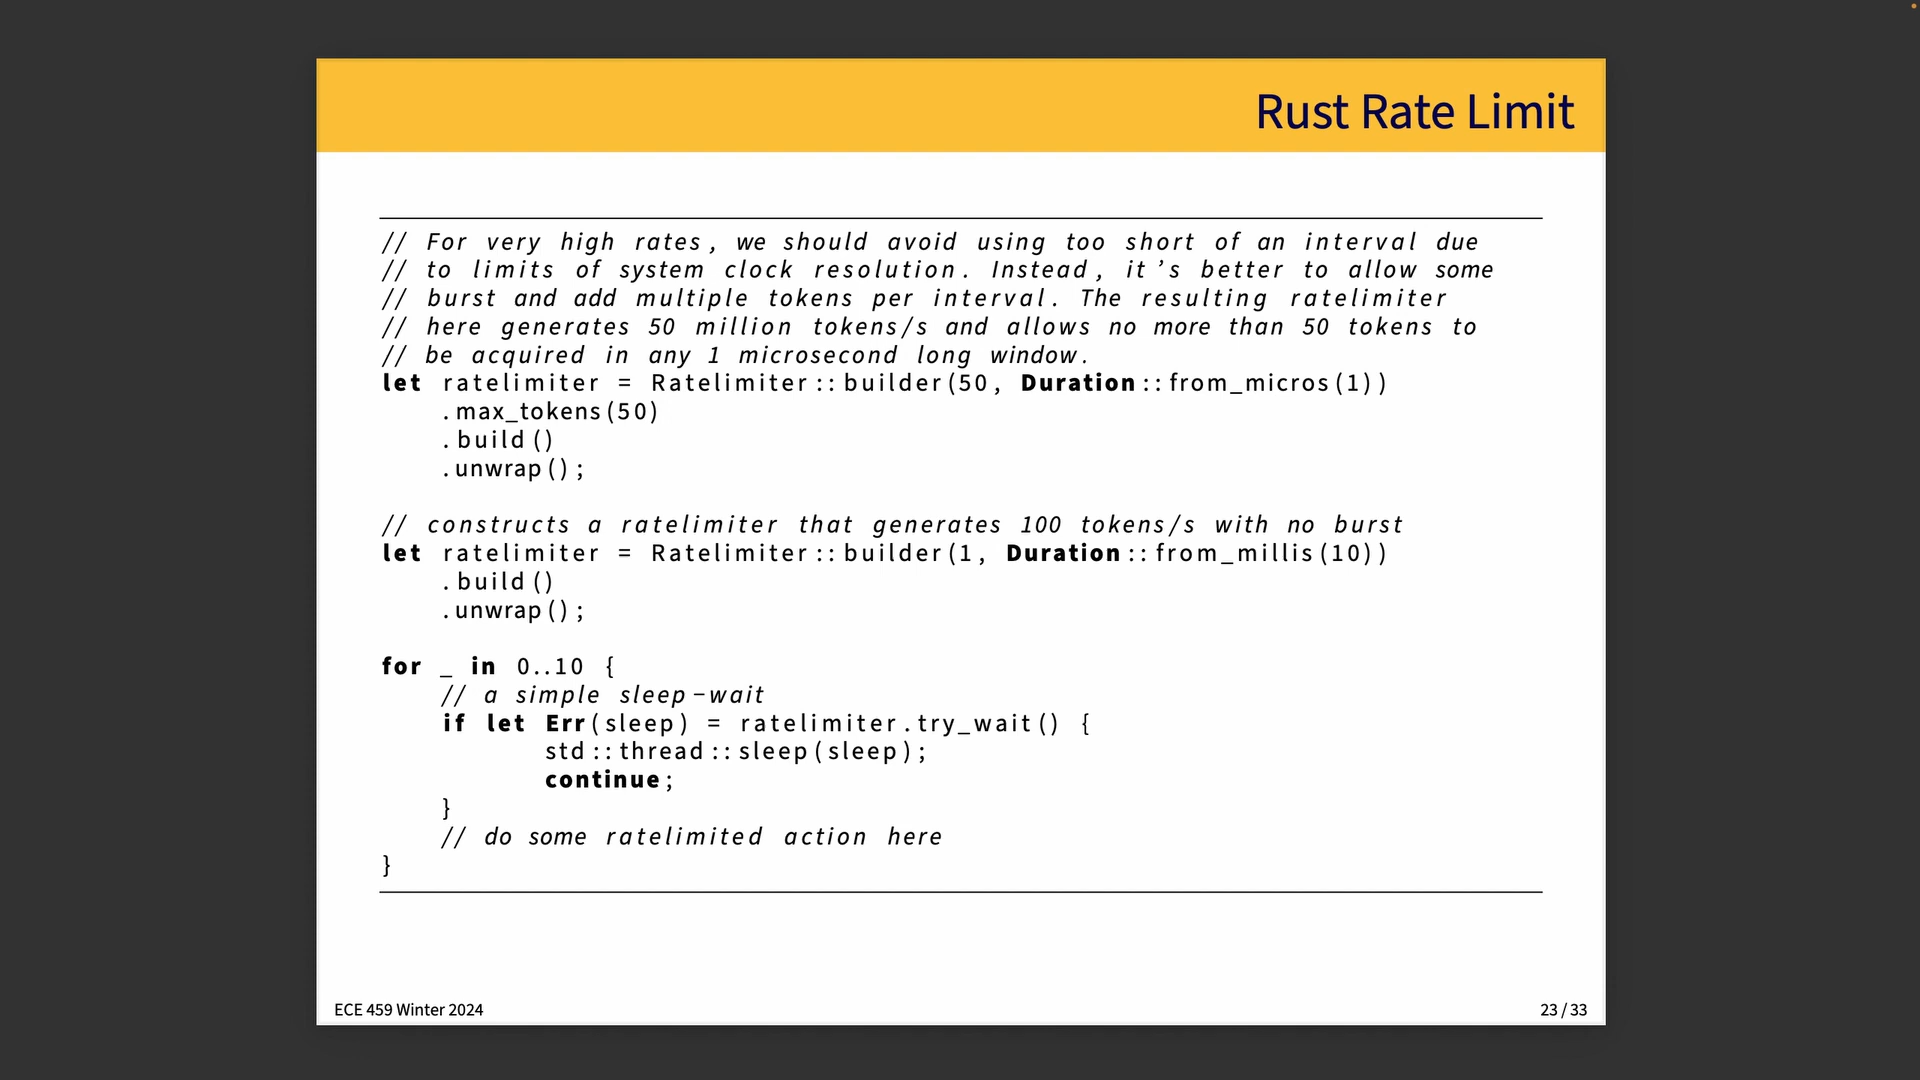 Rust Rate Limit
// For very high rates, we should avoid using too short of an interval due
// to limits of system clock resolution. Instead, it's better to allow some
// burst and add multiple tokens per interval. The resulting ratelimiter
// here generates 50 million tokens/s and allows no more than 50 tokens to
// be acquired in any 1 microsecond long window.
let ratelimiter = Ratelimiter::builder(50, Duration::from_micros(1))
    .max_tokens(50)
    .build()
    .unwrap();
// constructs a ratelimiter that generates 100 tokens/s with no burst
let ratelimiter = Ratelimiter::builder(1, Duration::from_millis(10))
    .build()
    .unwrap();
for _ in 0..10 {
    // a simple sleep-wait
    if let Err(sleep) = ratelimiter.try_wait() {
        std::thread::sleep(sleep);
        continue;
    }
    // do some ratelimited action here
}
ECE 459 Winter 2024
23 / 33